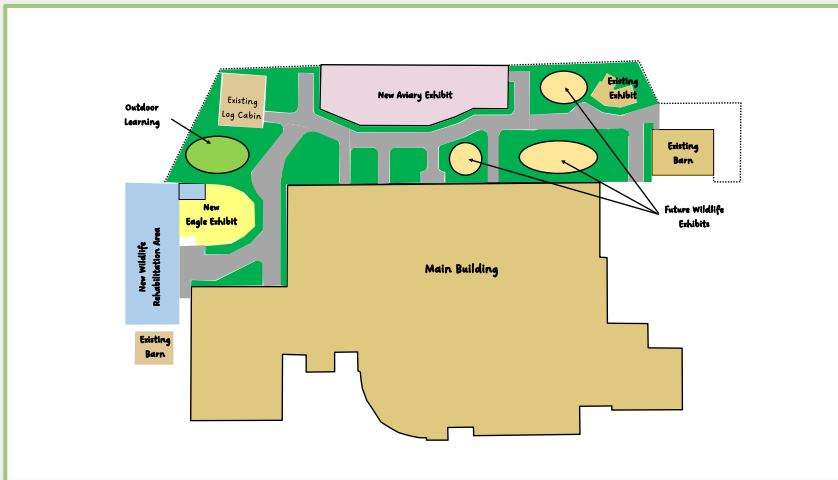 New Aviary Exhibit
Existing
Exhibit
Existing
Log Cabin
Outdoor
Learning
Existing
Barn
New
Eagle Exhibit
Future Wildlife
Exhibits
New Wildlife
Rehabilitation Area
Main Building
Existing
Barn